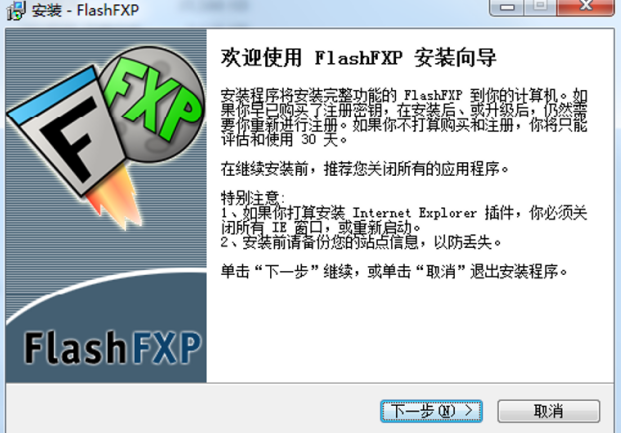 安装 - FlashFXP
FXP
F
欢迎使用 FlashFXP 安装向导
安装程序将安装完整功能的 FlashFXP 到你的计算机。如
果你早已购买了注册密钥，在安装后、或升级后，仍然需
要你重新进行注册。如果你不打算购买和注册，你将只能
评估和使用 30 天。
在继续安装前，推荐您关闭所有的应用程序。
特别注意:
1、如果你打算安装 Internet Explorer 插件，你必须关
闭所有 IE 窗口，或重新启动。
2、安装前请备份您的站点信息，以防丢失。
单击“下一步”继续，或单击“取消”退出安装程序。
FlashFXP
下一步(N) >
取消